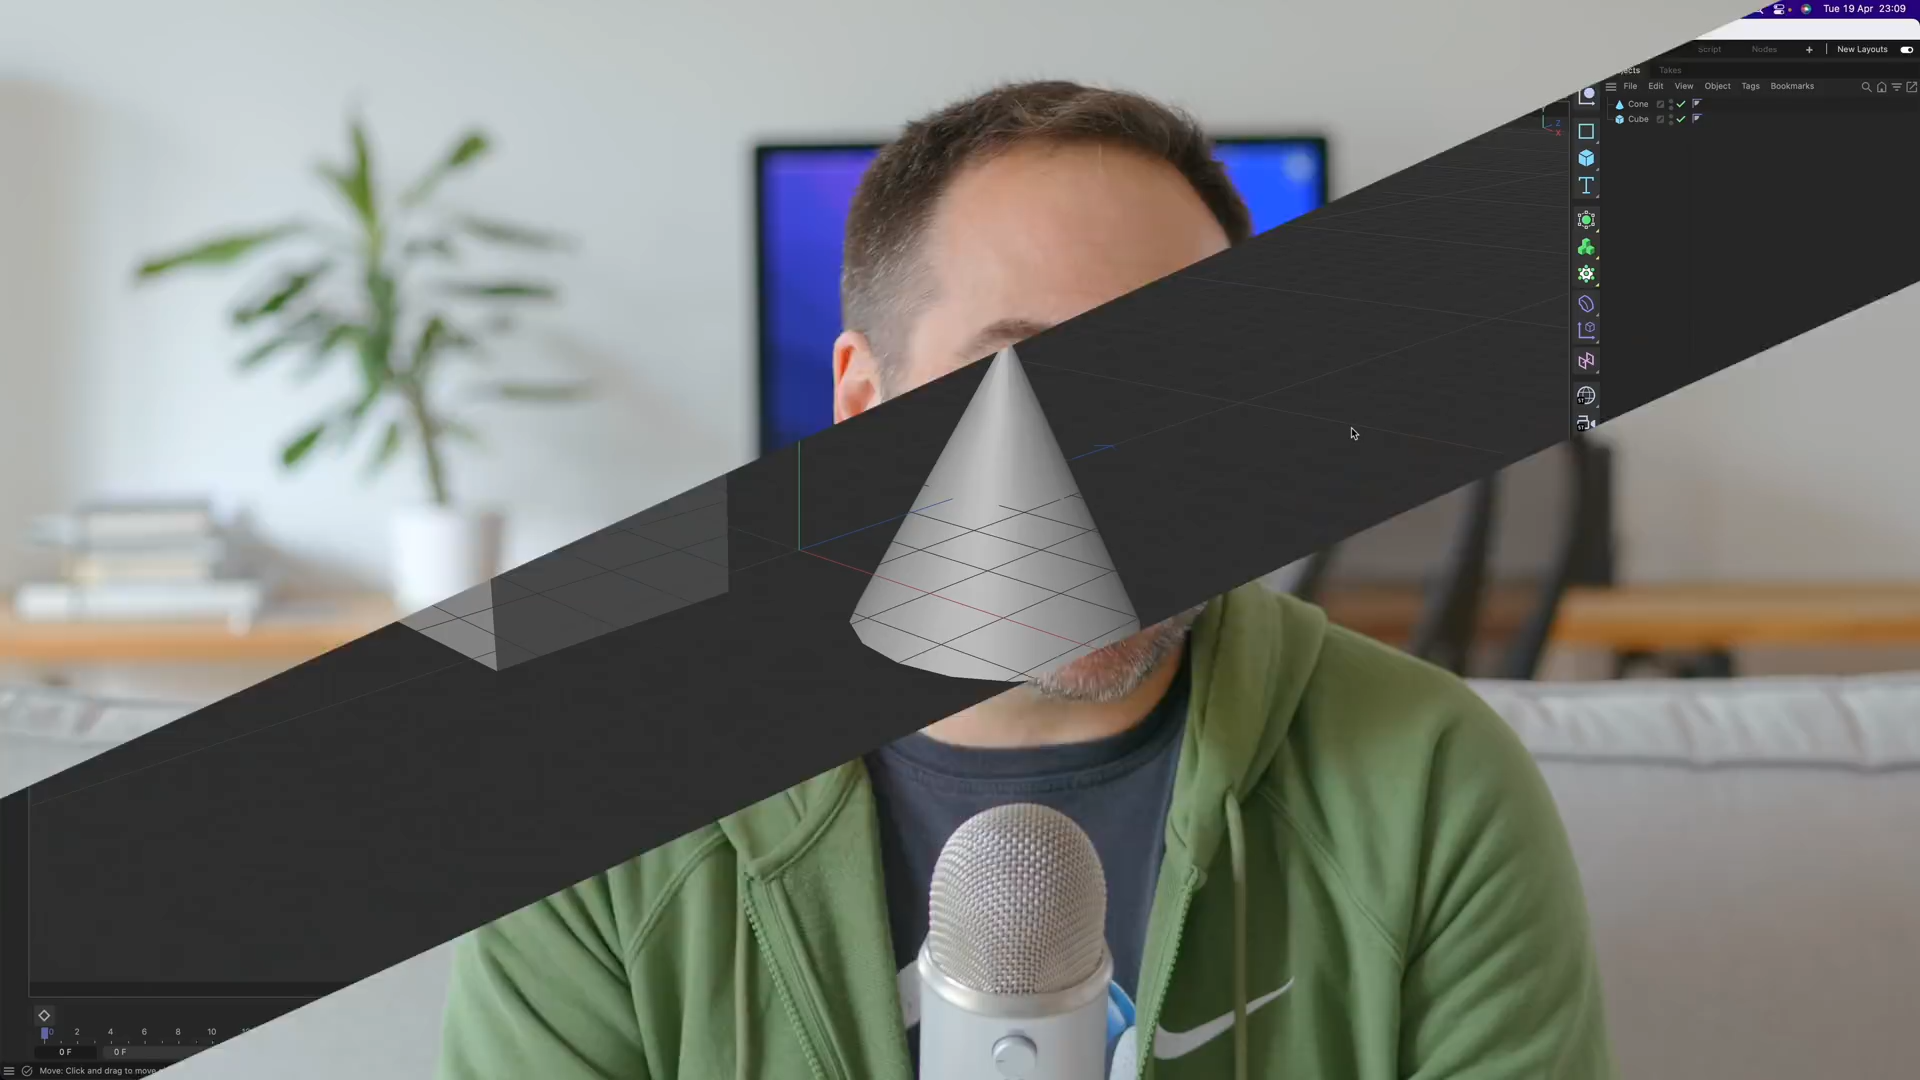 Tue 19 Apr 23:09
Script Nodes + New Layouts
Takes
File Edit View Object Tags Bookmarks
Cone
Cube
Z
X
0 2 4 6 8 10
0 F 0 F
Move: Click and drag to move